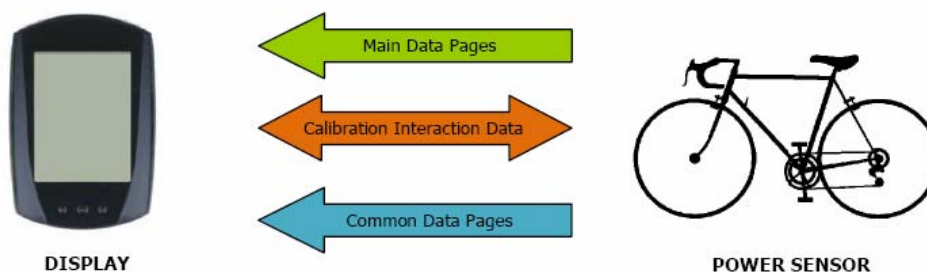 Main Data Pages
Calibration Interaction Data
Common Data Pages
DISPLAY
POWER SENSOR